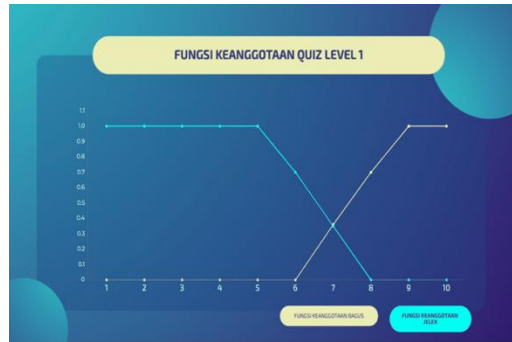 FUNGSI KEANGGOTAAN QUIZ LEVEL 1
1.1
1.0
0.9
0.8
0.7
0.6
0.5
0.4
0.3
0.2
0.1
0
1 2 3 4 5 6 7 8 9 10
FUNGSI KEANGGOTAAN BAGUS
FUNGSI KEANGGOTAAN
JELEK